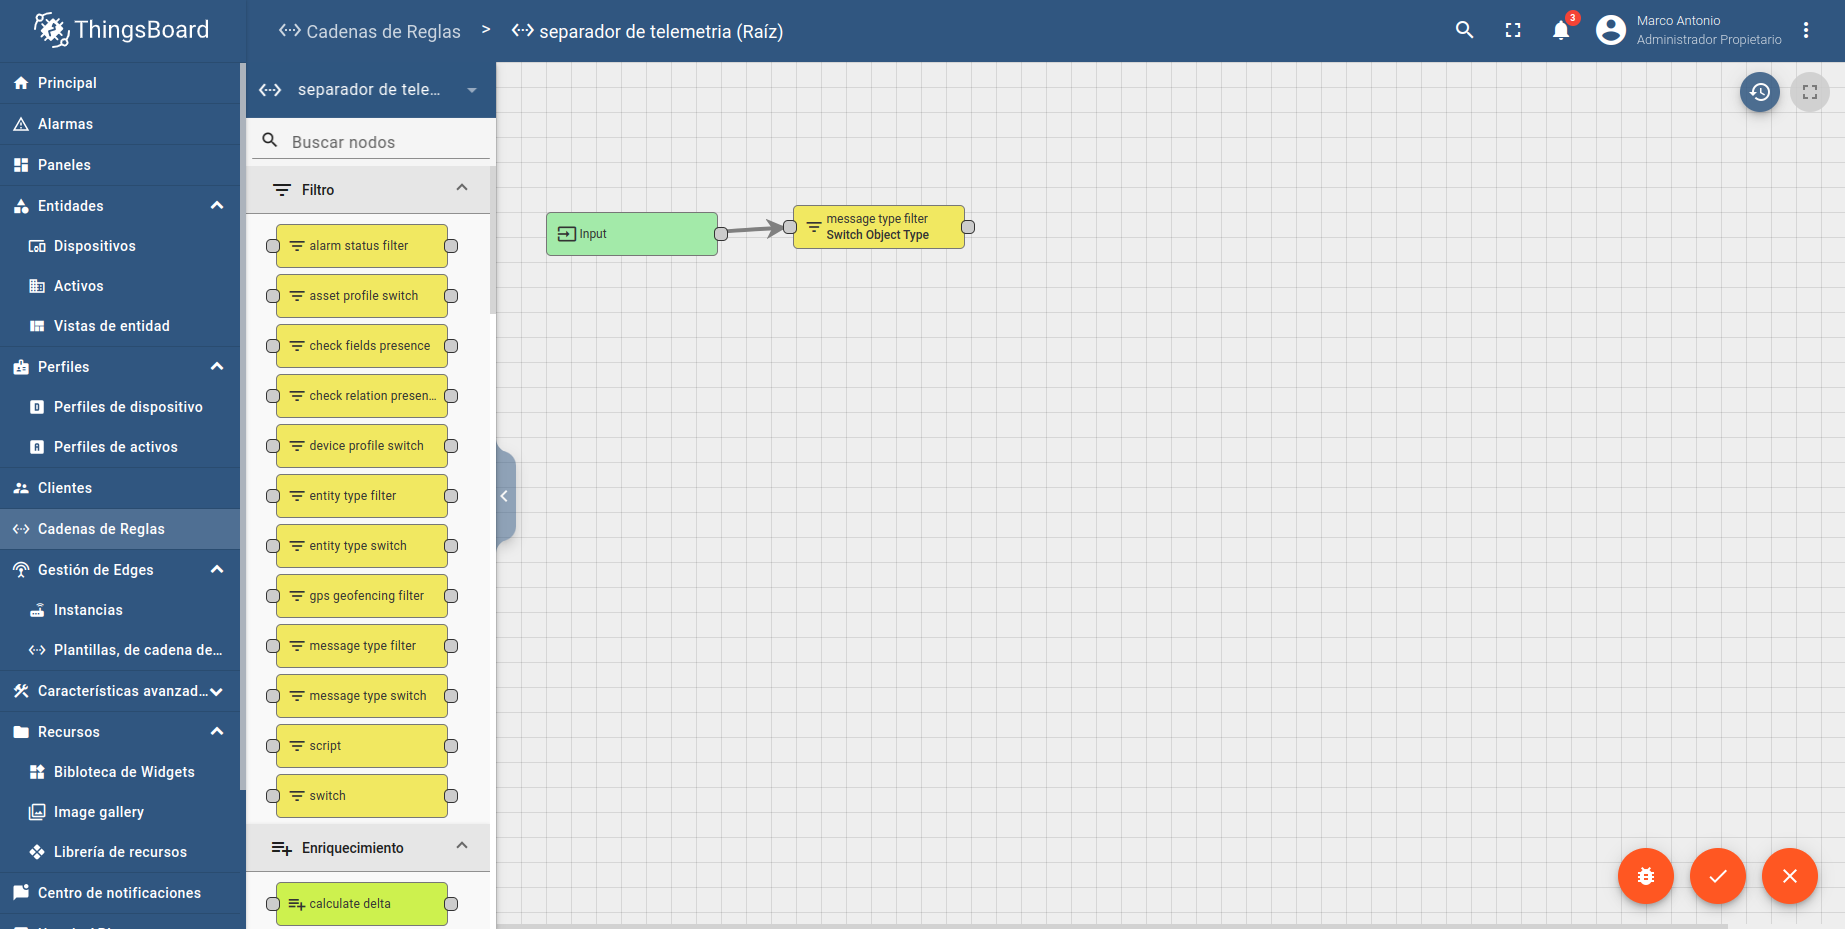 ThingsBoard
Cadenas de Reglas > separador de telemetria (Raíz)
3
Marco Antonio
Administrador Propietario
Principal
Alarmas
Paneles
Entidades
Dispositivos
Activos
Vistas de entidad
Perfiles
Perfiles de dispositivo
Perfiles de activos
Clientes
Cadenas de Reglas
Gestión de Edges
Instancias
Plantillas, de cadena de...
Características avanzad...
Recursos
Bibloteca de Widgets
Image gallery
Librería de recursos
Centro de notificaciones
separador de tele...
Buscar nodos
Filtro
alarm status filter
asset profile switch
check fields presence
check relation presen...
device profile switch
entity type filter
entity type switch
gps geofencing filter
message type filter
message type switch
script
switch
Enriquecimiento
calculate delta
Input
message type filter
Switch Object Type